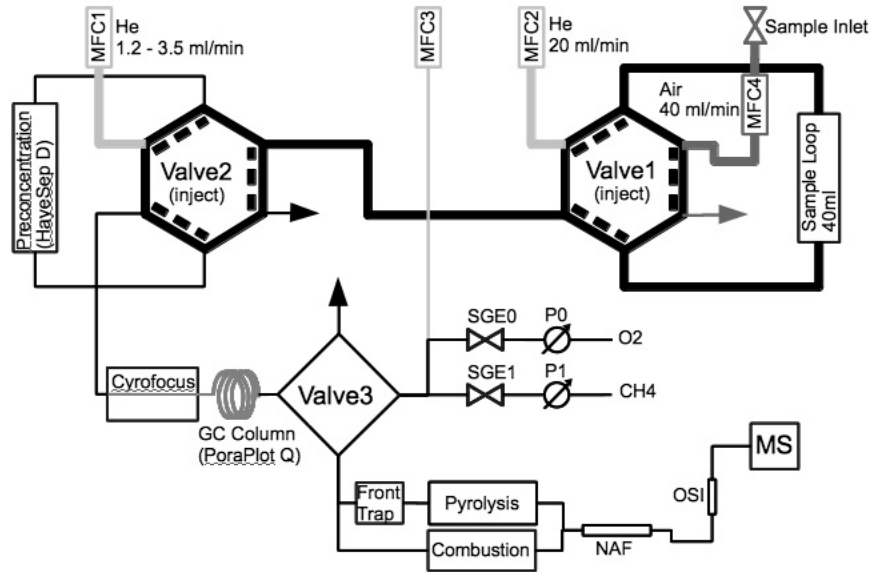 MFC1
He
1.2 - 3.5 ml/min
MFC3
MFC2
He
20 ml/min
Sample Inlet
Air
40 ml/min
MFC4
Preconcentration
(HayeSep D)
Valve2
(inject)
Valve1
(inject)
Sample Loop
40ml
SGE0
P0
O2
SGE1
P1
CH4
Cyrofocus
Valve3
GC Column
(PoraPlot Q)
MS
Front
Trap
Pyrolysis
OSI
Combustion
NAF